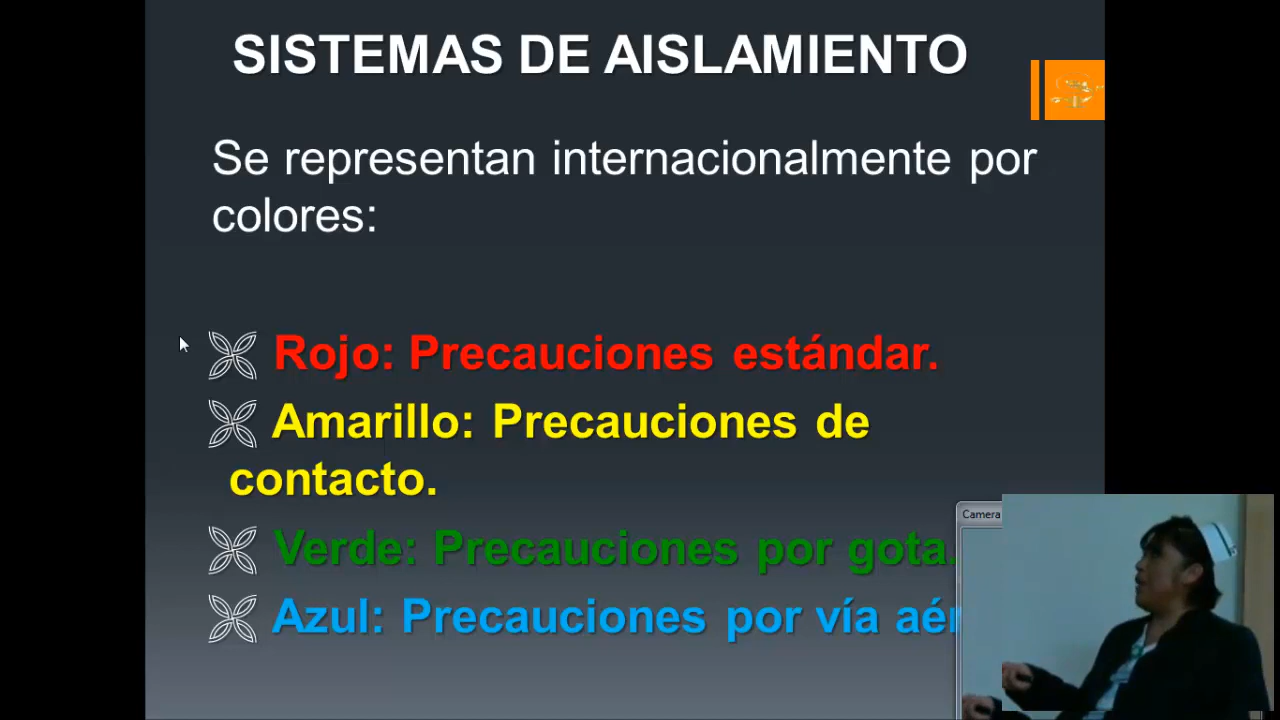 SISTEMAS DE AISLAMIENTO
Se representan internacionalmente por
colores:
Rojo: Precauciones estándar.
Amarillo: Precauciones de
contacto.
Verde: Precauciones por gota.
Azul: Precauciones por vía
Camera